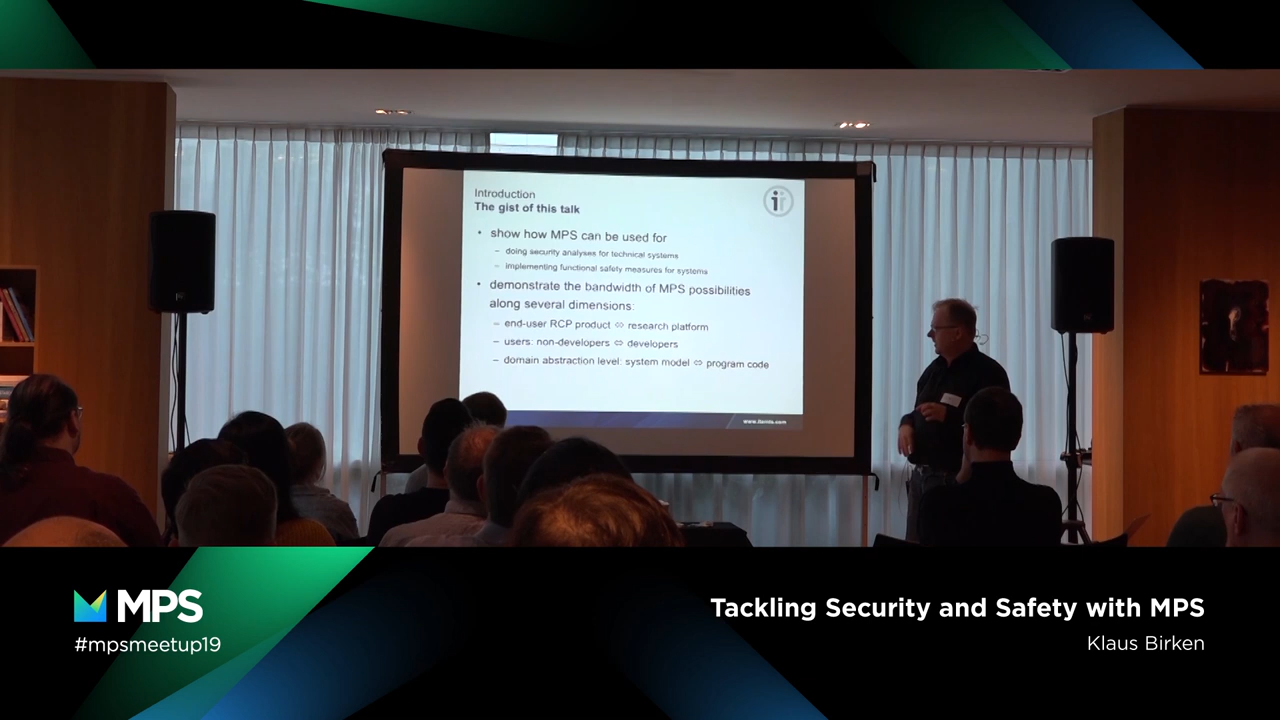 Introduction
The gist of this talk
• show how MPS can be used for
– doing security analyses for technical systems
– implementing functional safety measures for systems
• demonstrate the bandwidth of MPS possibilities
along several dimensions:
– end-user RCP product ⇔ research platform
– users: non-developers ⇔ developers
– domain abstraction level: system model ⇔ program code
www.itemis.com
MPS
#mpsmeetup19
Tackling Security and Safety with MPS
Klaus Birken